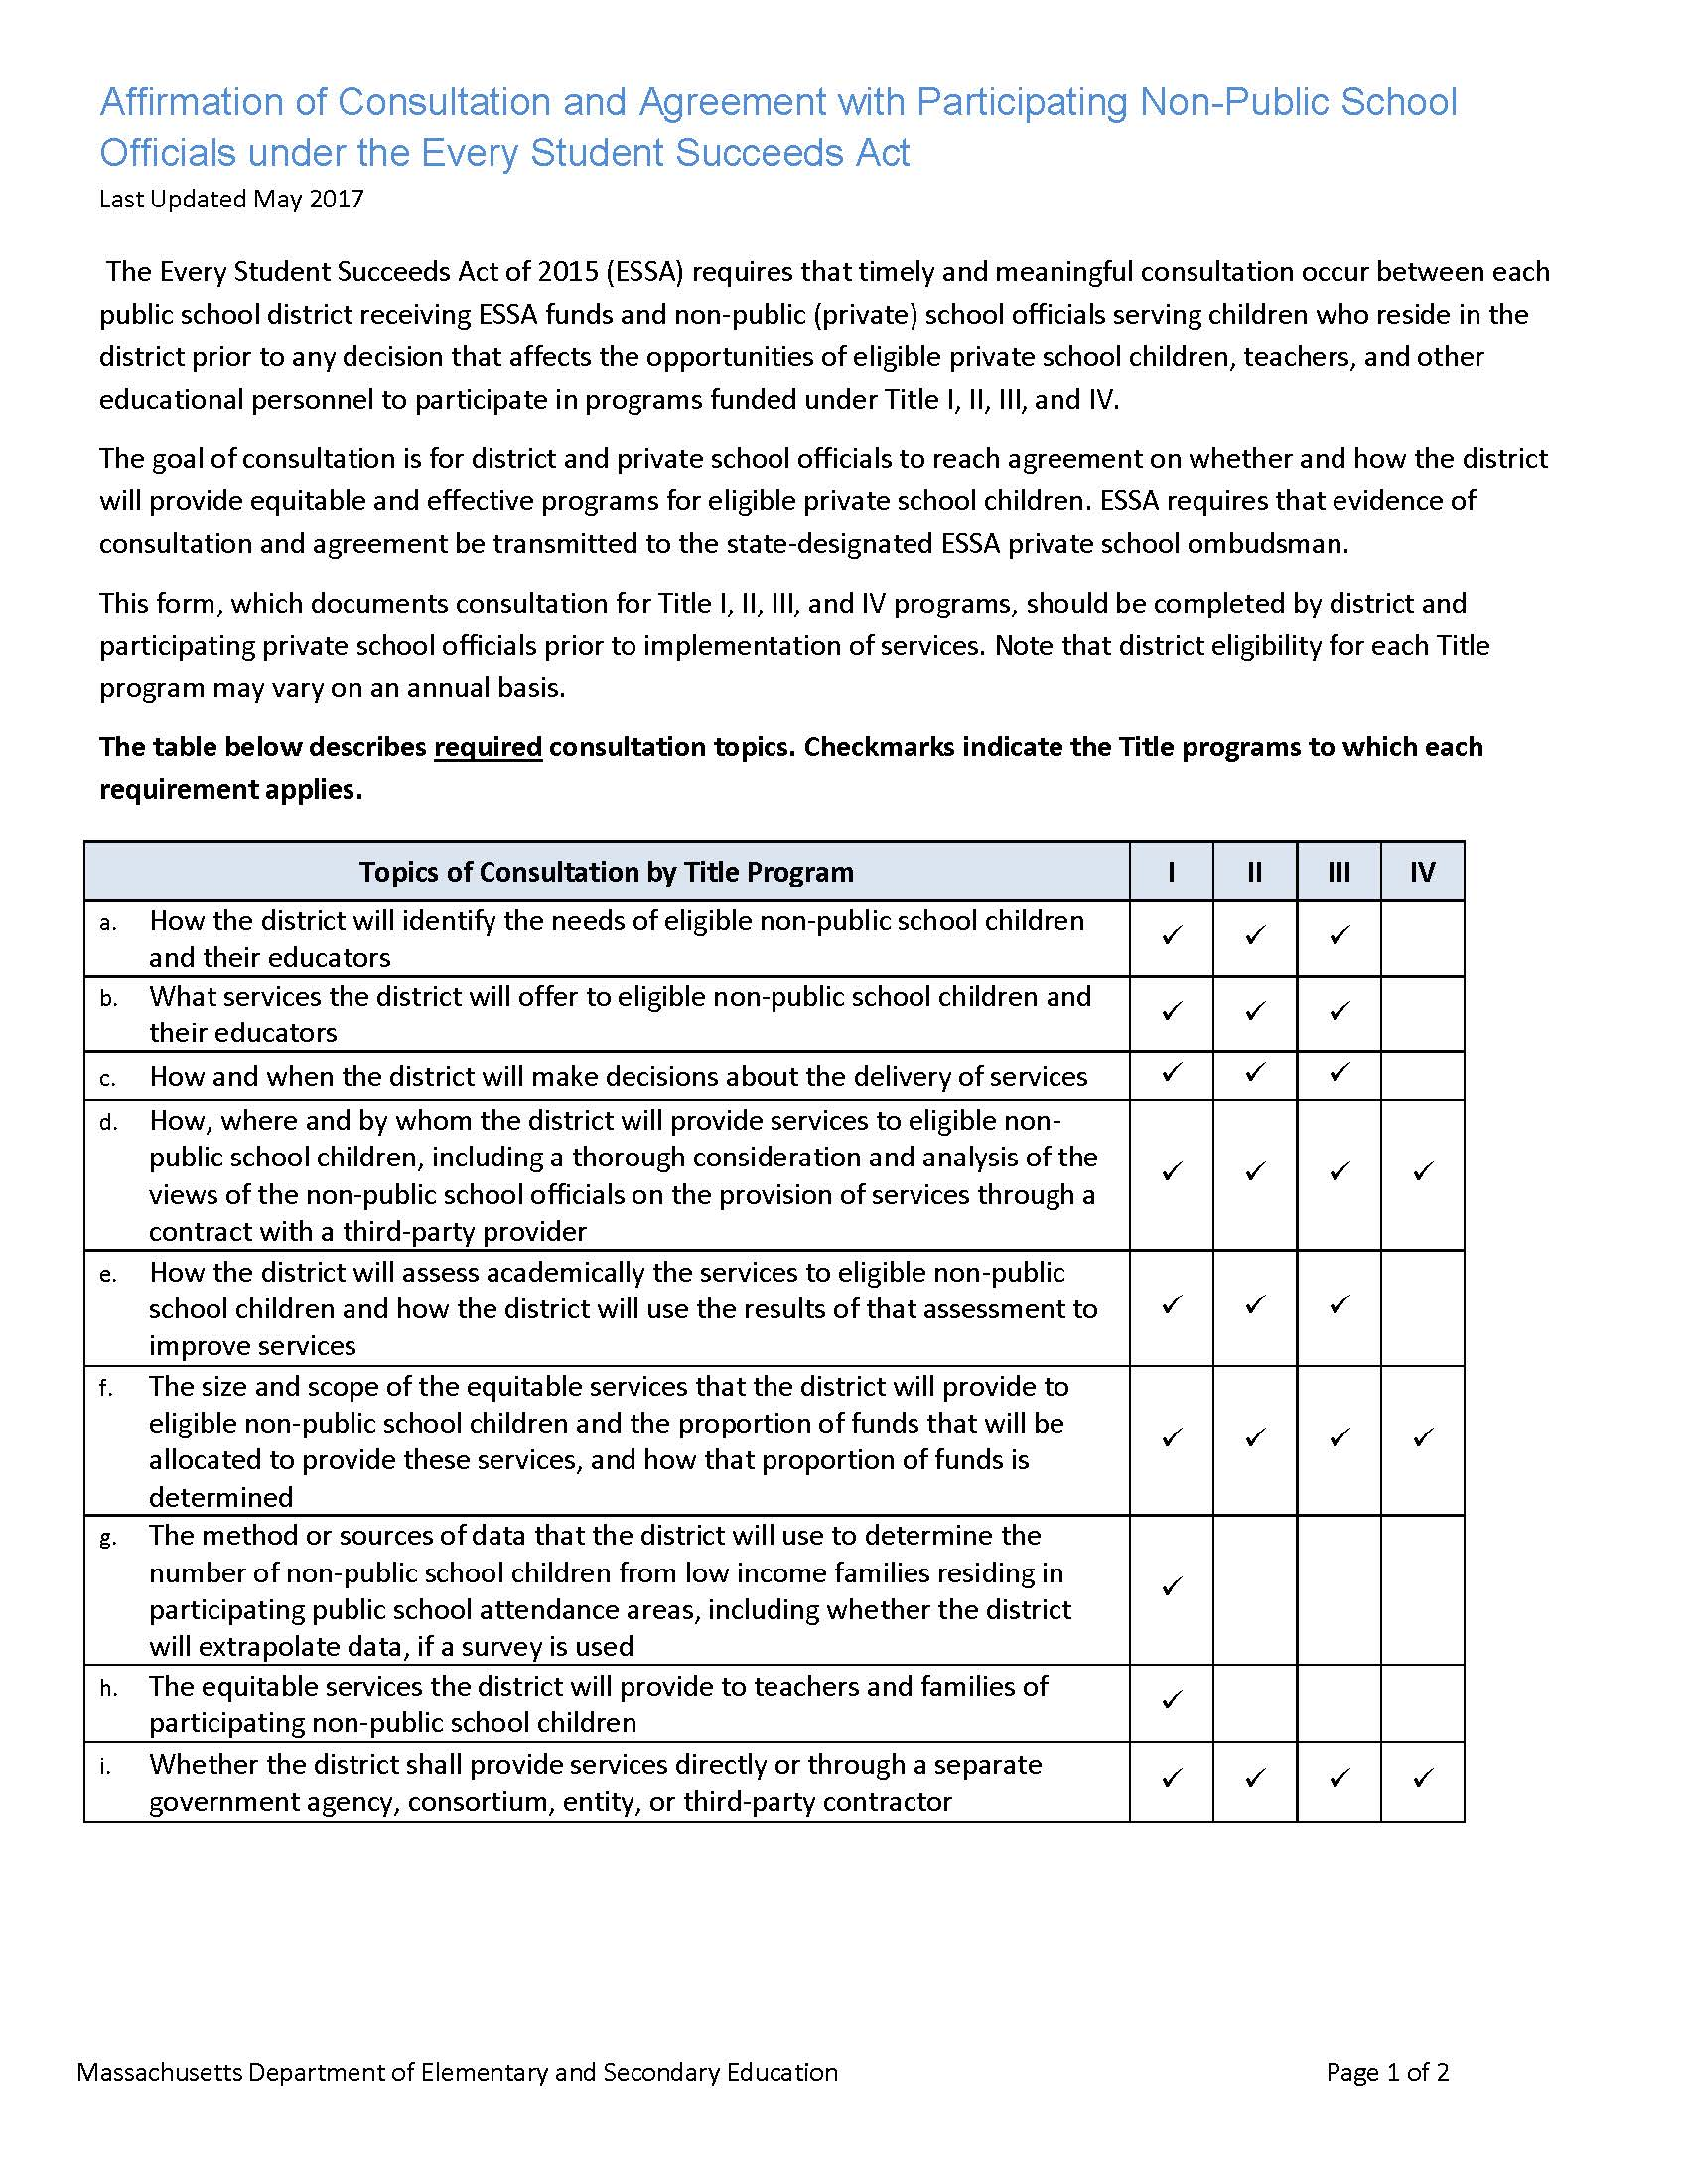 Affirmation of Consultation and Agreement with Participating Non-Public School
Officials under the Every Student Succeeds Act
Last Updated May 2017
The Every Student Succeeds Act of 2015 (ESSA) requires that timely and meaningful consultation occur between each
public school district receiving ESSA funds and non-public (private) school officials serving children who reside in the
district prior to any decision that affects the opportunities of eligible private school children, teachers, and other
educational personnel to participate in programs funded under Title I, II, III, and IV.
The goal of consultation is for district and private school officials to reach agreement on whether and how the district
will provide equitable and effective programs for eligible private school children. ESSA requires that evidence of
consultation and agreement be transmitted to the state-designated ESSA private school ombudsman.
This form, which documents consultation for Title I, II, III, and IV programs, should be completed by district and
participating private school officials prior to implementation of services. Note that district eligibility for each Title
program may vary on an annual basis.
The table below describes required consultation topics. Checkmarks indicate the Title programs to which each
requirement applies.
Topics of Consultation by Title Program I II III IV
a. How the district will identify the needs of eligible non-public school children
and their educators ✓ ✓ ✓
b. What services the district will offer to eligible non-public school children and
their educators ✓ ✓ ✓
c. How and when the district will make decisions about the delivery of services ✓ ✓ ✓
d. How, where and by whom the district will provide services to eligible non-
public school children, including a thorough consideration and analysis of the
views of the non-public school officials on the provision of services through a
contract with a third-party provider ✓ ✓ ✓ ✓
e. How the district will assess academically the services to eligible non-public
school children and how the district will use the results of that assessment to
improve services ✓ ✓ ✓
f. The size and scope of the equitable services that the district will provide to
eligible non-public school children and the proportion of funds that will be
allocated to provide these services, and how that proportion of funds is
determined ✓ ✓ ✓ ✓
g. The method or sources of data that the district will use to determine the
number of non-public school children from low income families residing in
participating public school attendance areas, including whether the district
will extrapolate data, if a survey is used ✓
h. The equitable services the district will provide to teachers and families of
participating non-public school children ✓
i. Whether the district shall provide services directly or through a separate
government agency, consortium, entity, or third-party contractor ✓ ✓ ✓ ✓
Massachusetts Department of Elementary and Secondary Education Page 1 of 2